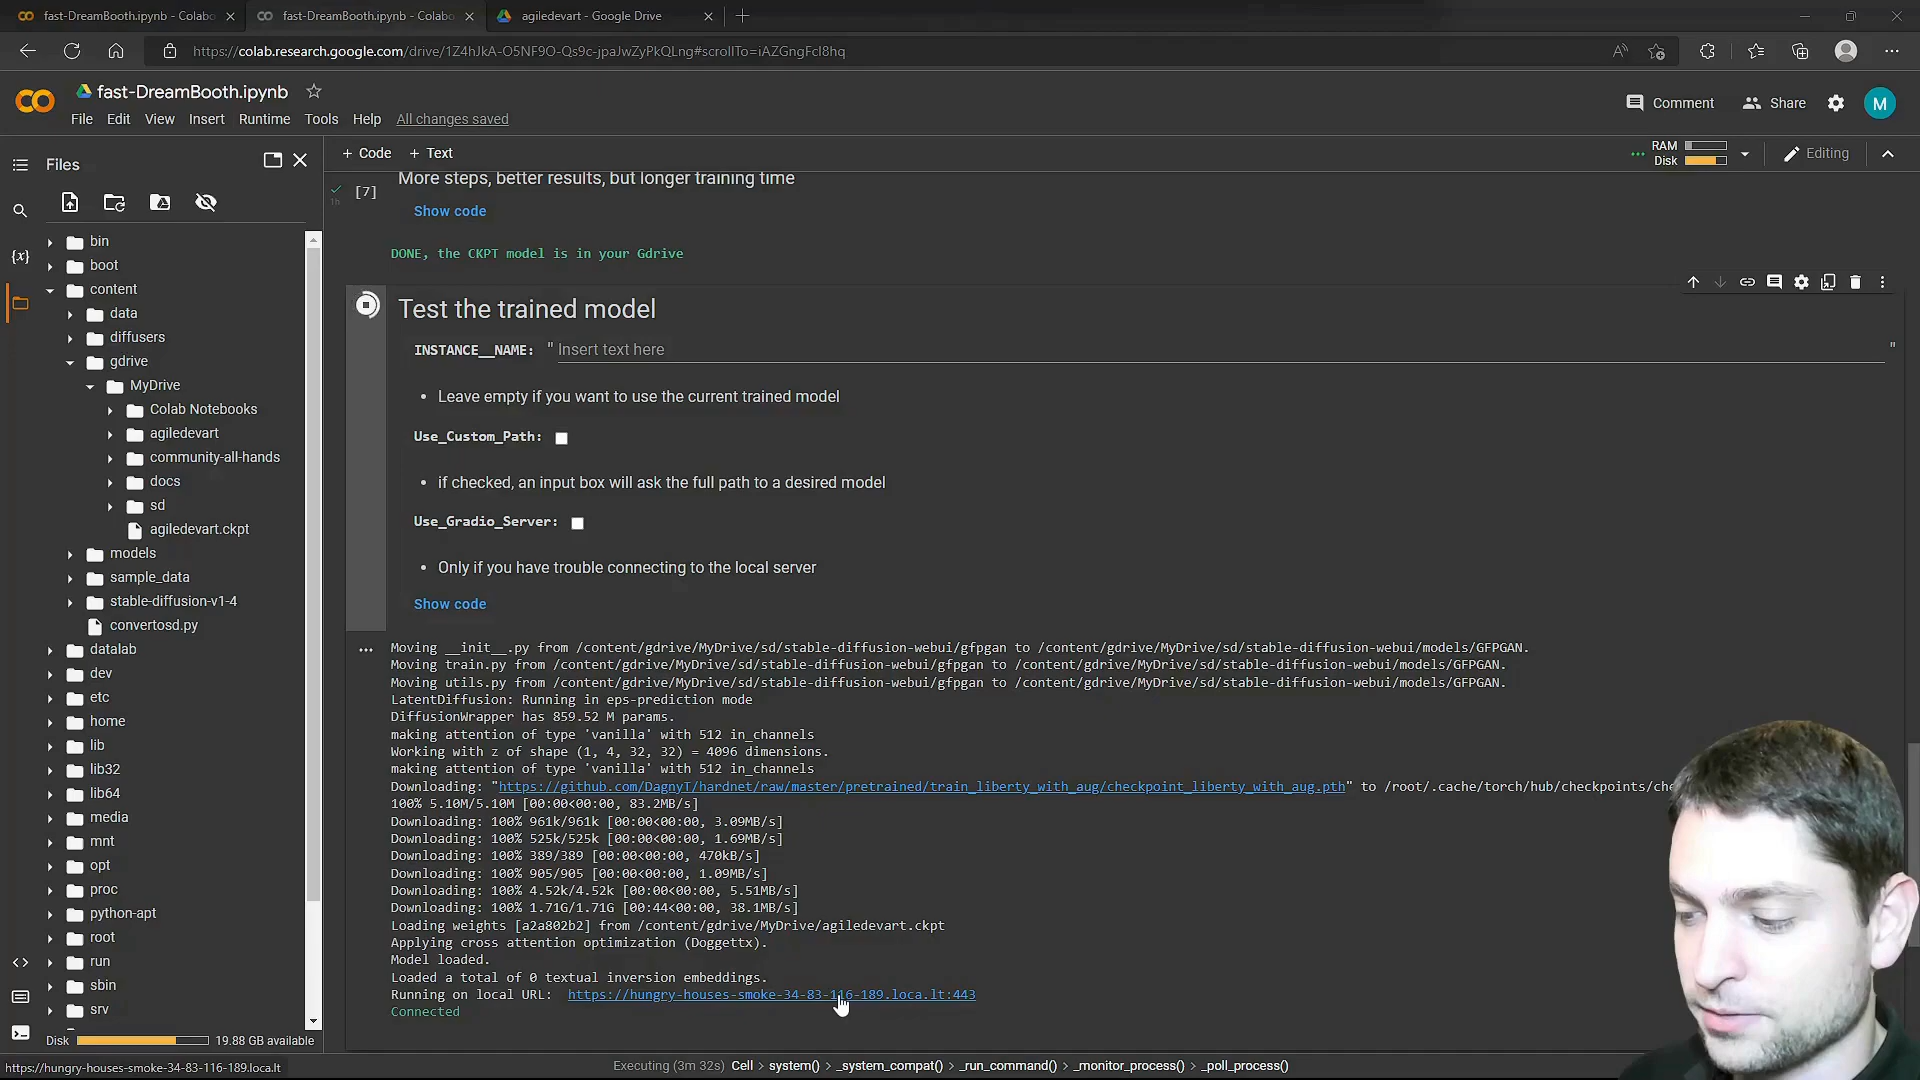 fast-DreamBooth.ipynb - Colabo
fast-DreamBooth.ipynb - Colabo
agiledevart - Google Drive
https://colab.research.google.com/drive/1Z4hJkA-O5NF9O-Qs9c-jpaJwZyPkQLng#scrollTo=iAZGngFcI8hq
fast-DreamBooth.ipynb
Comment
Share
M
File Edit View Insert Runtime Tools Help All changes saved
Files
+ Code + Text
RAM
Disk
Editing
More steps, better results, but longer training time
[7]
1h
Show code
DONE, the CKPT model is in your Gdrive
Test the trained model
INSTANCE__NAME: " Insert text here "
• Leave empty if you want to use the current trained model
Use_Custom_Path:
• if checked, an input box will ask the full path to a desired model
Use_Gradio_Server:
• Only if you have trouble connecting to the local server
Show code
{x}
bin
boot
content
data
diffusers
gdrive
MyDrive
Colab Notebooks
agiledevart
community-all-hands
docs
sd
agiledevart.ckpt
models
sample_data
stable-diffusion-v1-4
convertosd.py
datalab
dev
etc
home
lib
lib32
lib64
media
mnt
opt
proc
python-apt
root
run
sbin
srv
Disk 19.88 GB available
Moving __init__.py from /content/gdrive/MyDrive/sd/stable-diffusion-webui/gfpgan to /content/gdrive/MyDrive/sd/stable-diffusion-webui/models/GFPGAN.
Moving train.py from /content/gdrive/MyDrive/sd/stable-diffusion-webui/gfpgan to /content/gdrive/MyDrive/sd/stable-diffusion-webui/models/GFPGAN.
Moving utils.py from /content/gdrive/MyDrive/sd/stable-diffusion-webui/gfpgan to /content/gdrive/MyDrive/sd/stable-diffusion-webui/models/GFPGAN.
LatentDiffusion: Running in eps-prediction mode
DiffusionWrapper has 859.52 M params.
making attention of type 'vanilla' with 512 in_channels
Working with z of shape (1, 4, 32, 32) = 4096 dimensions.
making attention of type 'vanilla' with 512 in_channels
Downloading: "https://github.com/DagnyT/hardnet/raw/master/pretrained/train_liberty_with_aug/checkpoint_liberty_with_aug.pth" to /root/.cache/torch/hub/checkpoints/che
100% 5.10M/5.10M [00:00<00:00, 83.2MB/s]
Downloading: 100% 961k/961k [00:00<00:00, 3.09MB/s]
Downloading: 100% 525k/525k [00:00<00:00, 1.69MB/s]
Downloading: 100% 389/389 [00:00<00:00, 470kB/s]
Downloading: 100% 905/905 [00:00<00:00, 1.09MB/s]
Downloading: 100% 4.52k/4.52k [00:00<00:00, 5.51MB/s]
Downloading: 100% 1.71G/1.71G [00:44<00:00, 38.1MB/s]
Loading weights [a2a802b2] from /content/gdrive/MyDrive/agiledevart.ckpt
Applying cross attention optimization (Doggettx).
Model loaded.
Loaded a total of 0 textual inversion embeddings.
Running on local URL: https://hungry-houses-smoke-34-83-116-189.loca.lt:443
Connected
https://hungry-houses-smoke-34-83-116-189.loca.lt
Executing (3m 32s) Cell > system() > _system_compat() > _run_command() > _monitor_process() > _poll_process()